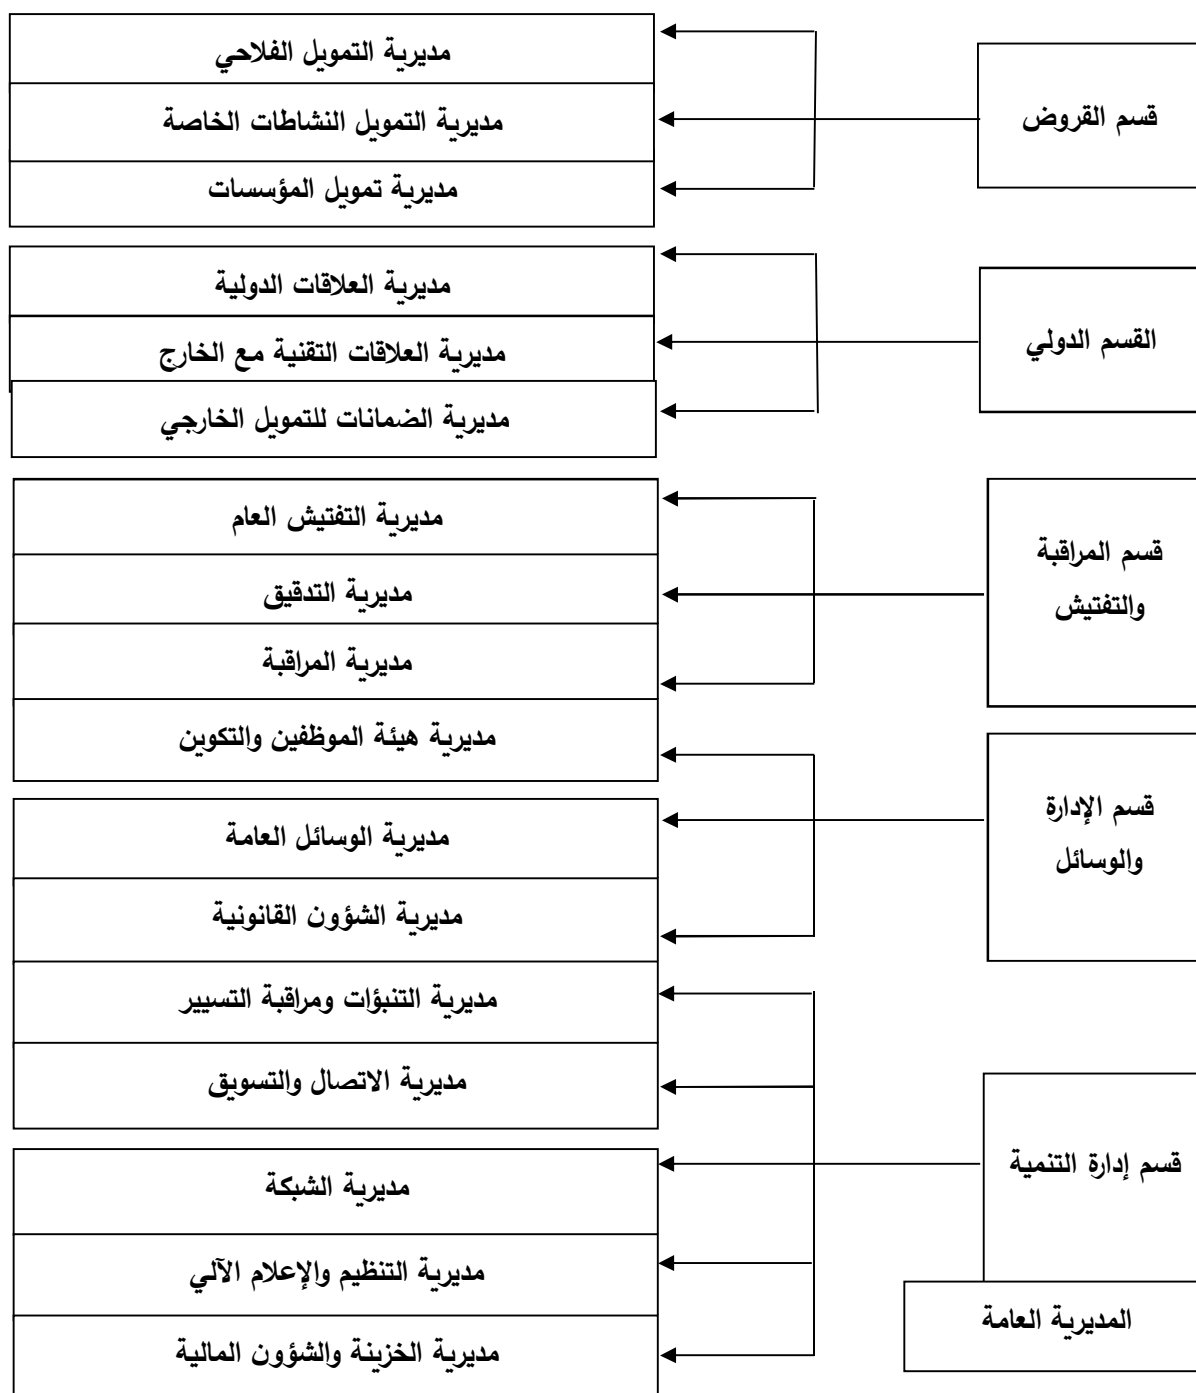 قسم القروض
مديرية التمويل الفلاحي
مديرية التمويل النشاطات الخاصة
مديرية تمويل المؤسسات
القسم الدولي
مديرية العلاقات الدولية
مديرية العلاقات التقنية مع الخارج
مديرية الضمانات للتمويل الخارجي
قسم المراقبة
والتفتيش
مديرية التفتيش العام
مديرية التدقيق
مديرية المراقبة
قسم الإدارة
والوسائل
مديرية هيئة الموظفين والتكوين
مديرية الوسائل العامة
مديرية الشؤون القانونية
قسم إدارة التنمية
مديرية التنبؤات ومراقبة التسيير
مديرية الاتصال والتسويق
مديرية الشبكة
مديرية التنظيم والإعلام الآلي
مديرية الخزينة والشؤون المالية
المديرية العامة